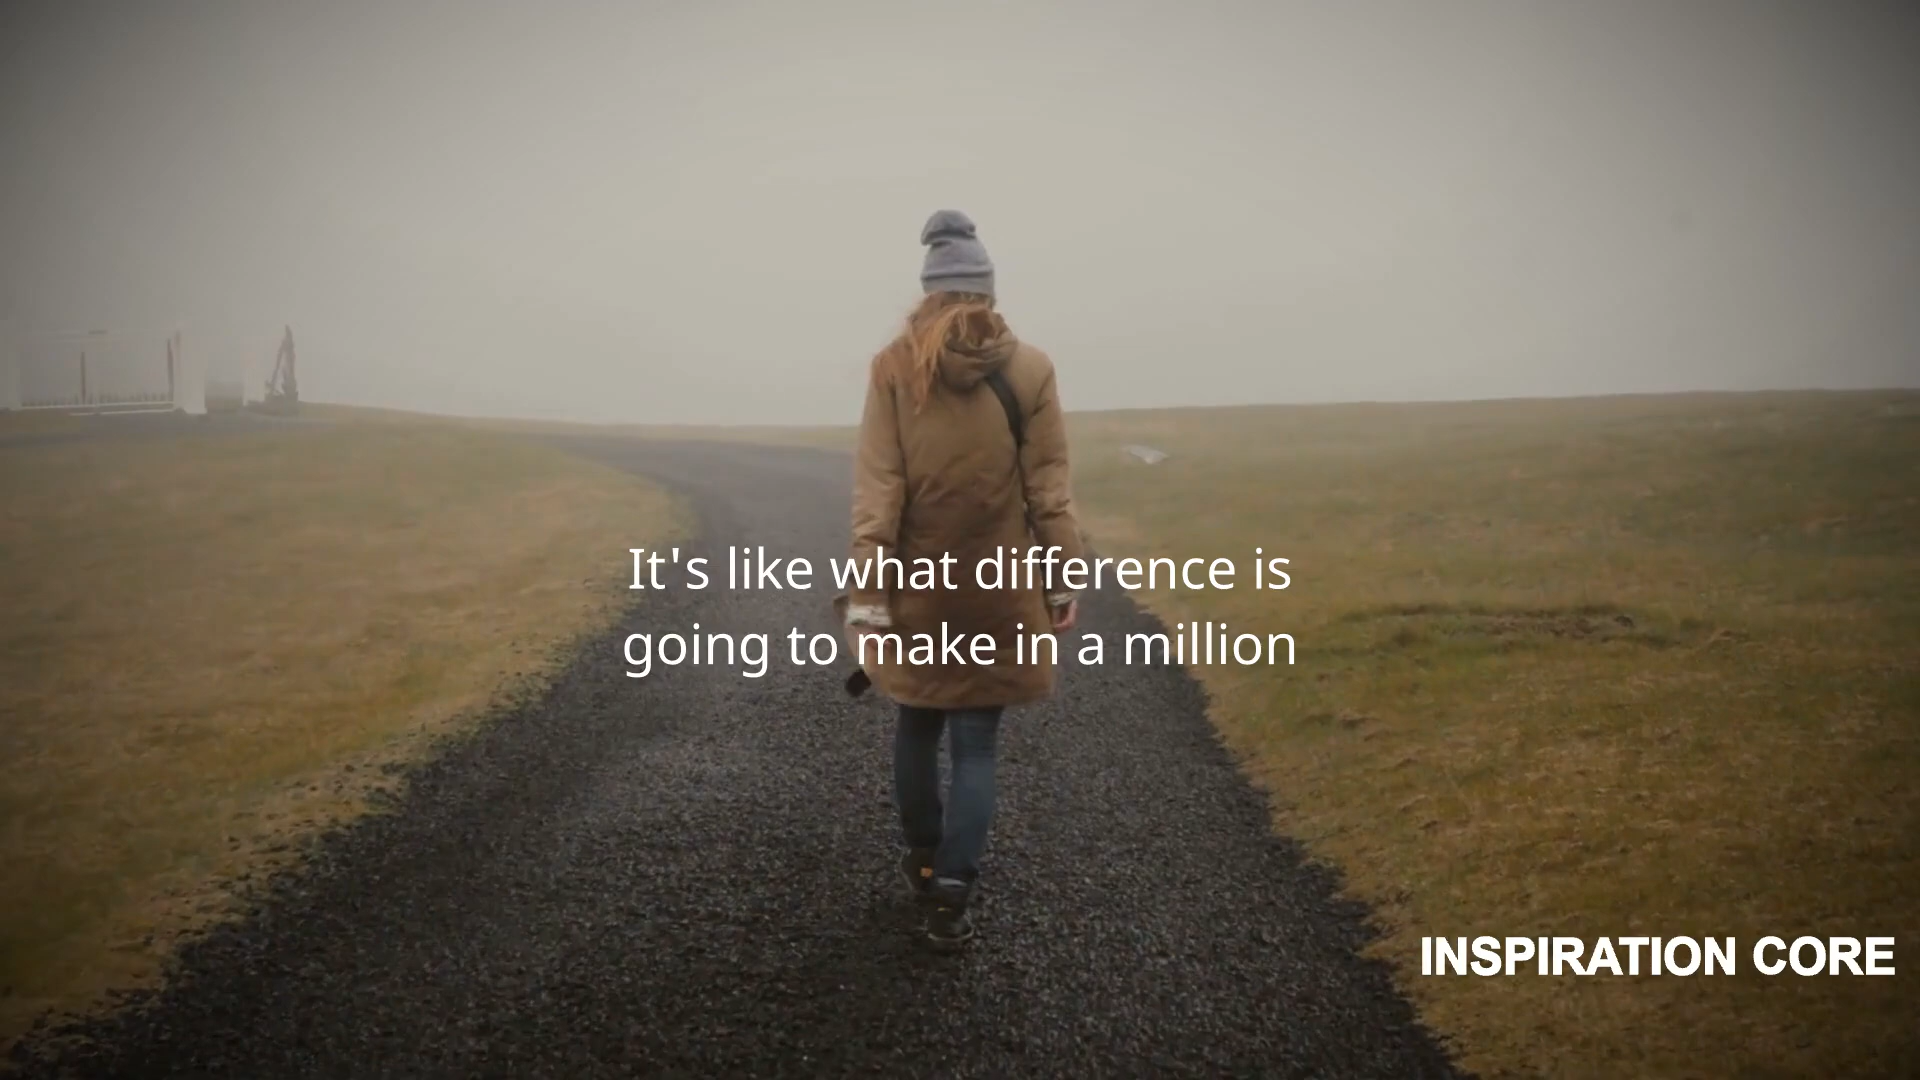 It's like what difference is
going to make in a million
INSPIRATION CORE